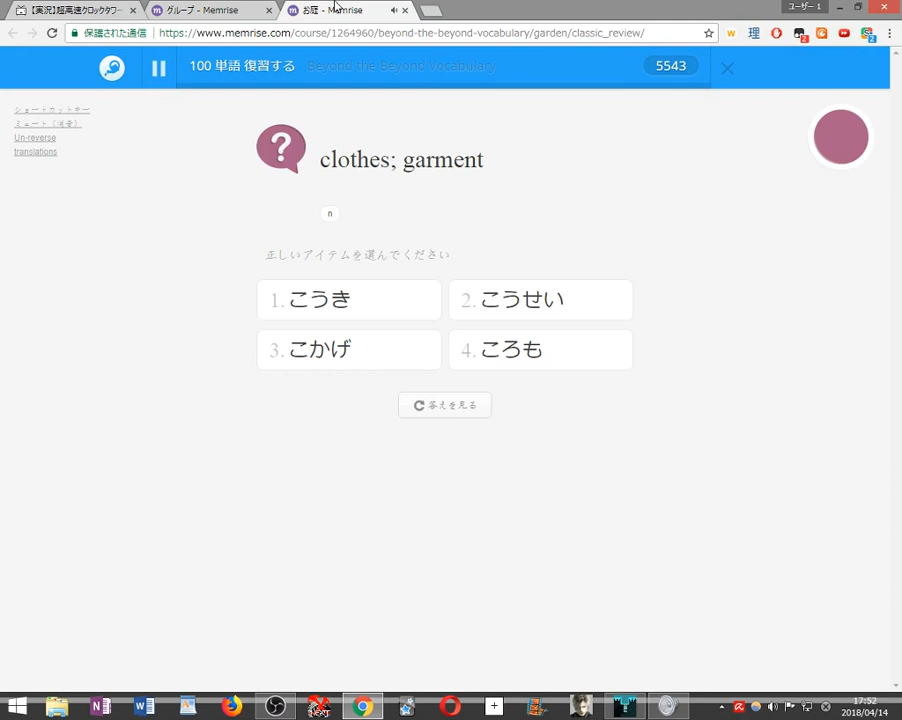 【実況】超高速クロックタワー
グループ - Memrise
お庭 - Memrise
ユーザー 1
保護された通信
https://www.memrise.com/course/1264960/beyond-the-beyond-vocabulary/garden/classic_review/
100 単語 復習する
Beyond the Beyond Vocabulary
5543
ショートカットキー
ミュート（消音）
Un-reverse
translations
?
clothes; garment
n
正しいアイテムを選んでください
1. こうき
2. こうせい
3. こかげ
4. ころも
答えを見る
17:52
2018/04/14